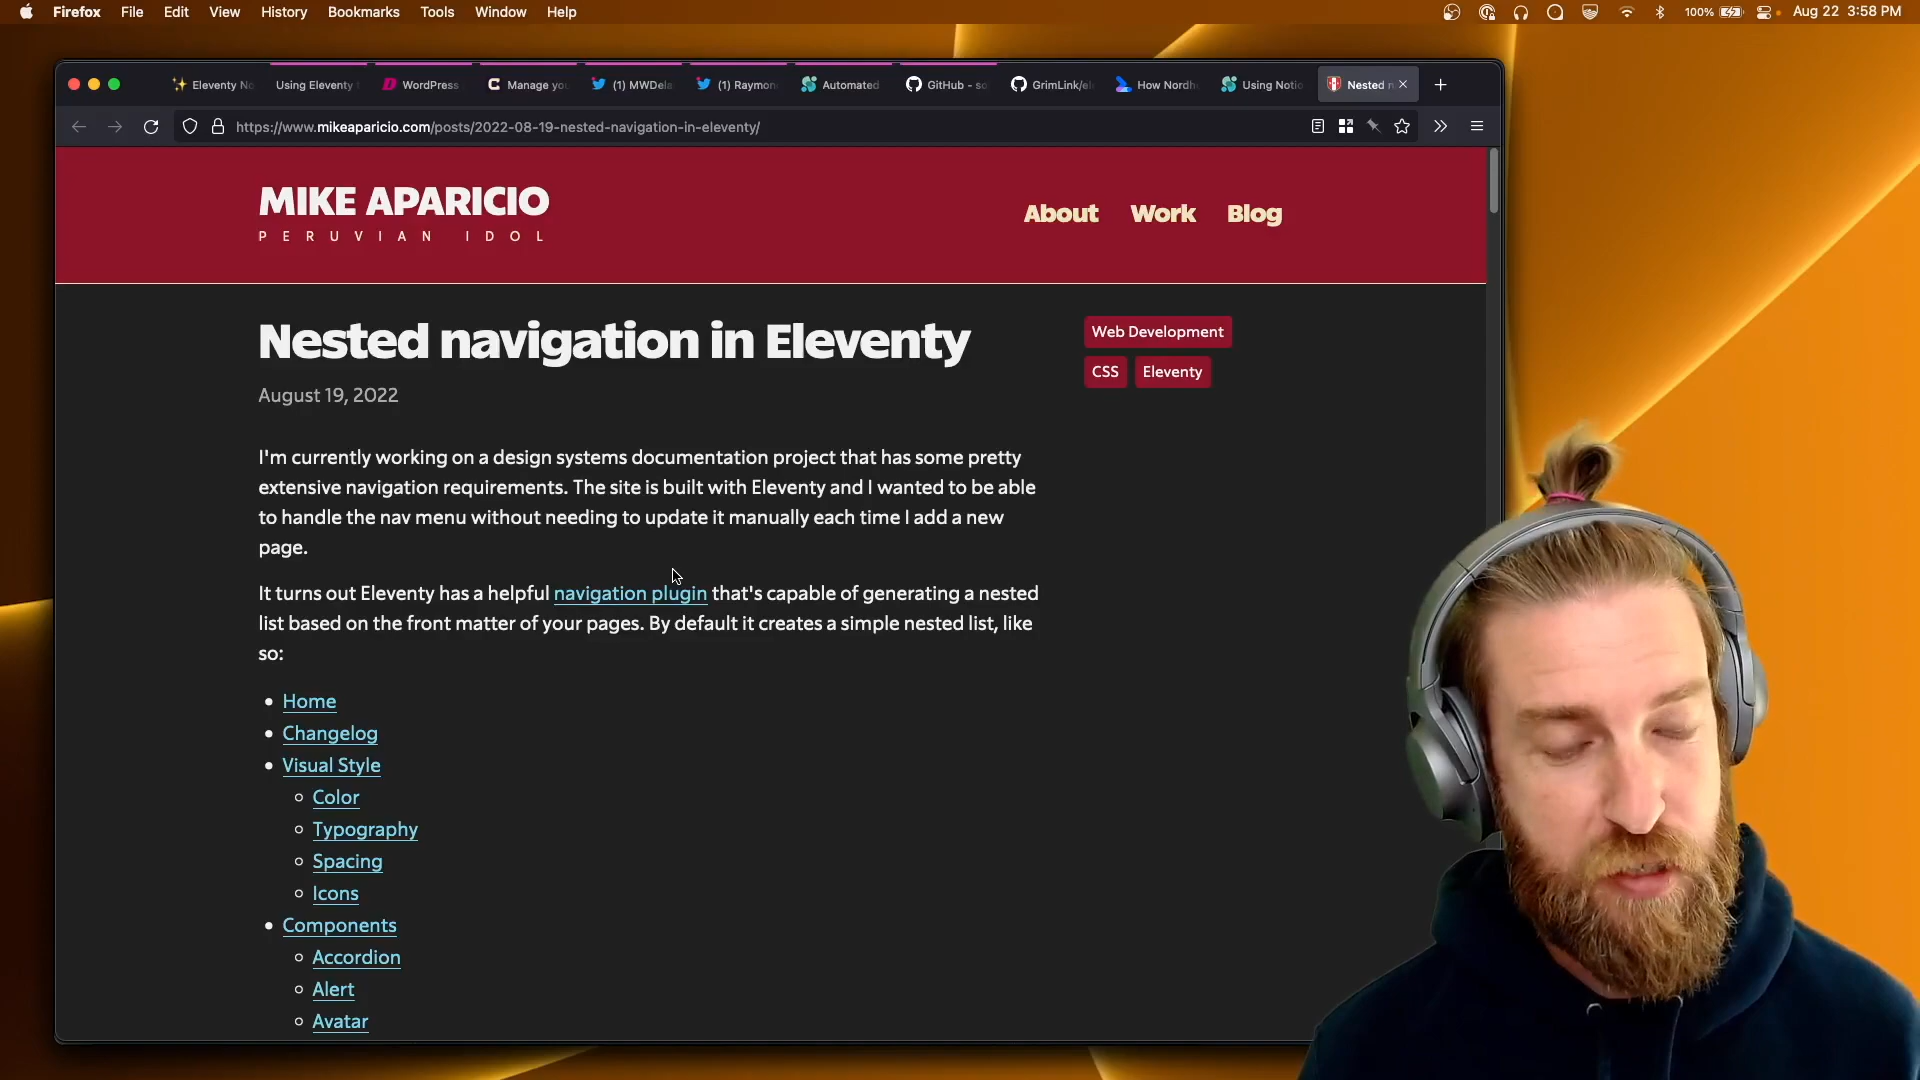 Firefox File Edit View History Bookmarks Tools Window Help
100% Aug 22 3:58 PM
Eleventy No
Using Eleventy
WordPress
Manage you
(1) MWDela
(1) Raymon
Automated
GitHub - so
GrimLink/el
How Nordh
Using Notio
Nested n
https://www.mikeaparicio.com/posts/2022-08-19-nested-navigation-in-eleventy/
MIKE APARICIO
PERUVIAN IDOL
About Work Blog
Nested navigation in Eleventy
August 19, 2022
Web Development
CSS Eleventy
I'm currently working on a design systems documentation project that has some pretty
extensive navigation requirements. The site is built with Eleventy and I wanted to be able
to handle the nav menu without needing to update it manually each time I add a new
page.
It turns out Eleventy has a helpful navigation plugin that's capable of generating a nested
list based on the front matter of your pages. By default it creates a simple nested list, like
so:
Home
Changelog
Visual Style
Color
Typography
Spacing
Icons
Components
Accordion
Alert
Avatar